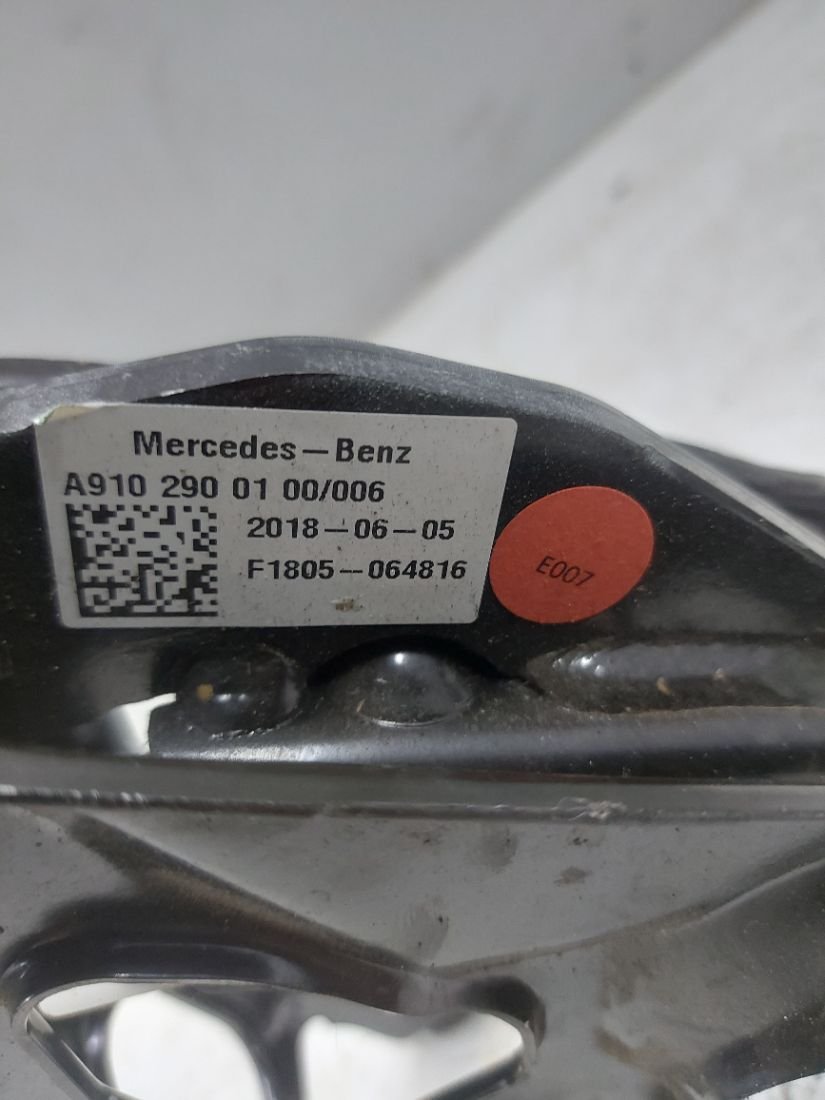 Mercedes-Benz
A910 290 01 00/006
2018-06-05
F1805-064816
E007